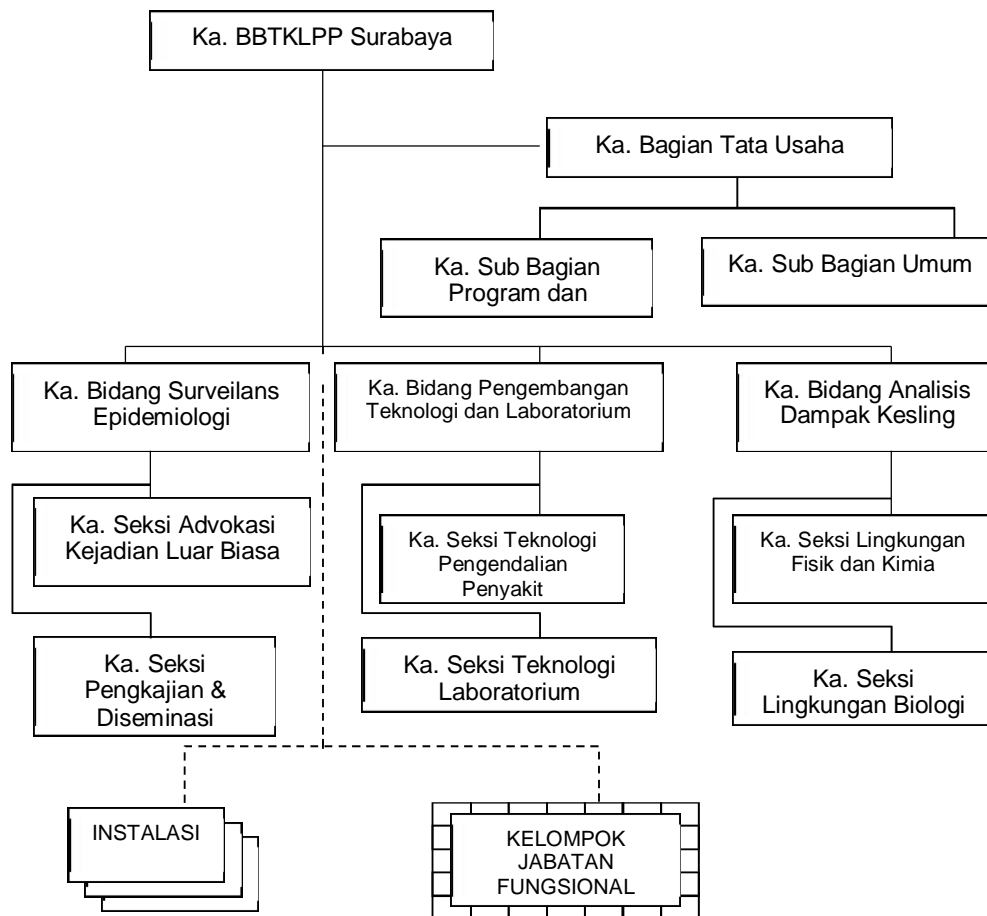 Ka. BBTKLPP Surabaya
Ka. Bagian Tata Usaha
Ka. Sub Bagian
Program dan
Ka. Sub Bagian Umum
Ka. Bidang Surveilans
Epidemiologi
Ka. Bidang Pengembangan
Teknologi dan Laboratorium
Ka. Bidang Analisis
Dampak Kesling
Ka. Seksi Advokasi
Kejadian Luar Biasa
Ka. Seksi Teknologi
Pengendalian
Penyakit
Ka. Seksi Lingkungan
Fisik dan Kimia
Ka. Seksi
Pengkajian &
Diseminasi
Ka. Seksi Teknologi
Laboratorium
Ka. Seksi
Lingkungan Biologi
INSTALASI
KELOMPOK
JABATAN
FUNGSIONAL